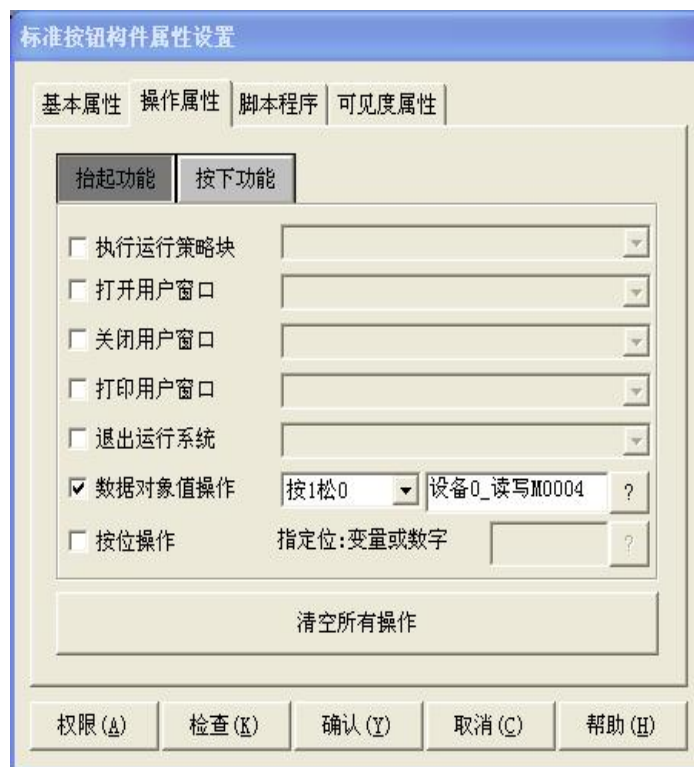 标准按钮构件属性设置
基本属性 操作属性 脚本程序 可见度属性
抬起功能 按下功能
执行运行策略块
打开用户窗口
关闭用户窗口
打印用户窗口
退出运行系统
数据对象值操作 按1松0 设备0_读写M0004 ?
按位操作 指定位:变量或数字 ?
清空所有操作
权限(A) 检查(K) 确认(Y) 取消(C) 帮助(H)